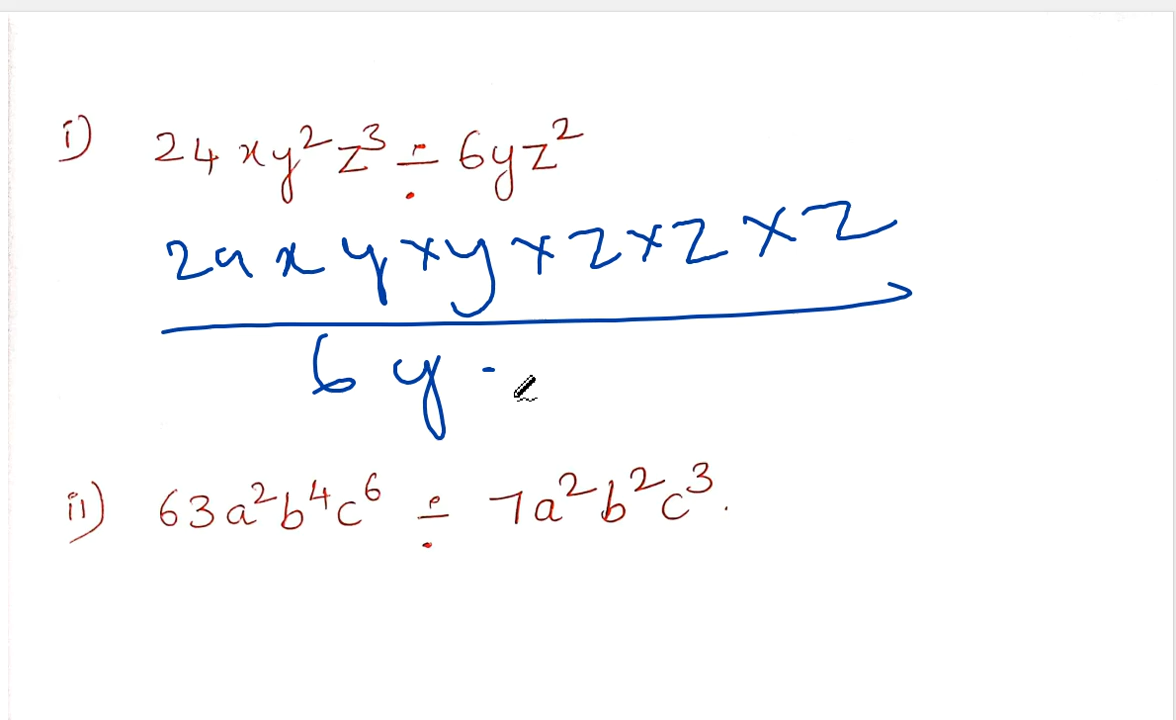 i) 24xy²z³ ÷ 6yz²
24 x y × y × z × z × z
6 y ·
ii) 63a²b⁴c⁶ ÷ 7a²b²c³.